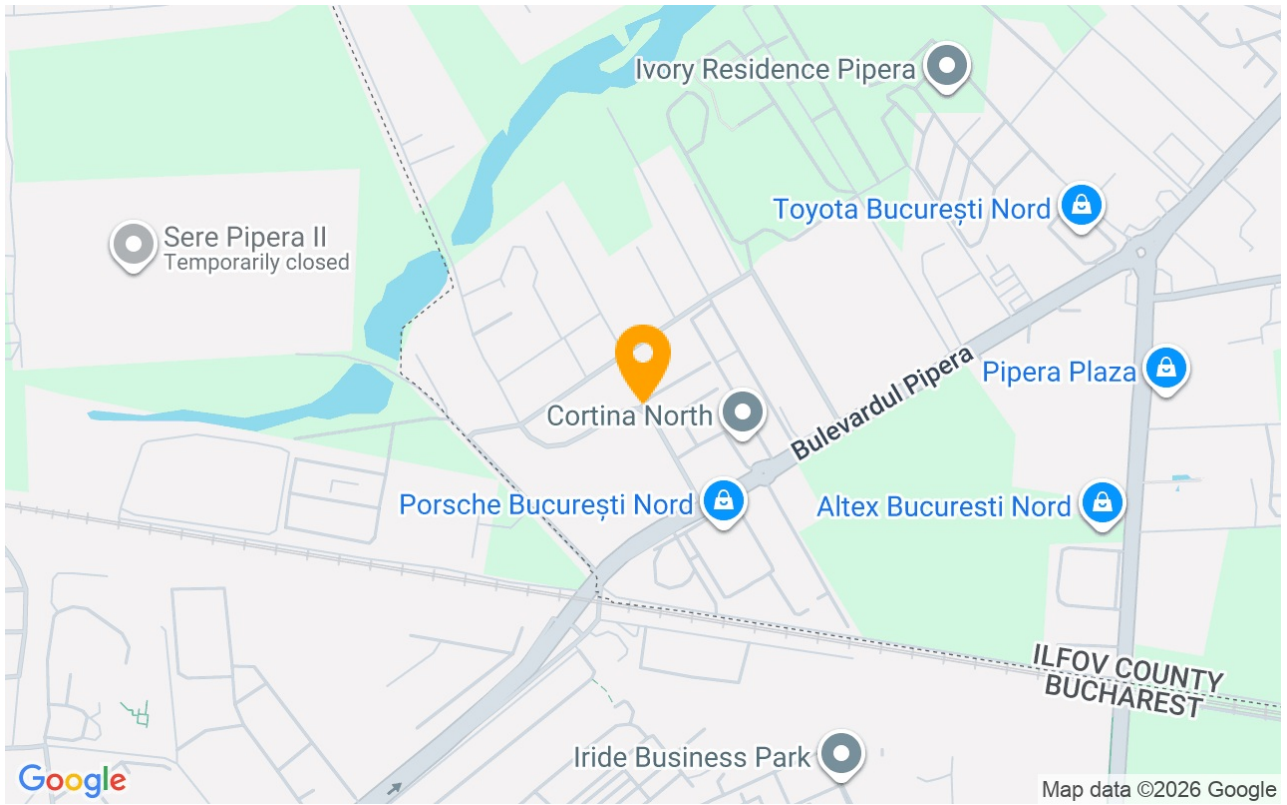 Ivory Residence Pipera
Toyota București Nord
Sere Pipera II
Temporarily closed
Bulevardul Pipera
Pipera Plaza
Cortina North
Porsche București Nord
Altex Bucuresti Nord
ILFOV COUNTY
BUCHAREST
Iride Business Park
Google
Map data ©2026 Google